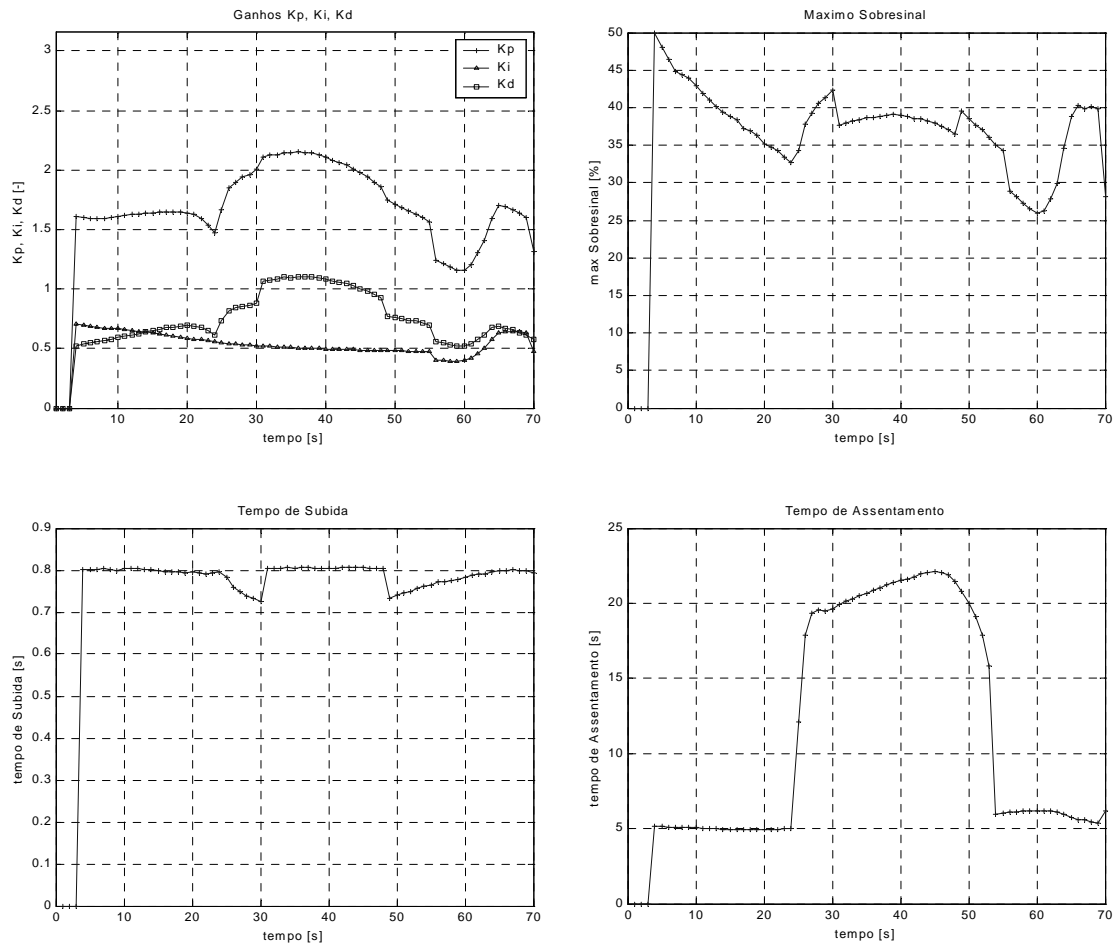 Ganhos Kp, Ki, Kd
Kp, Ki, Kd [-]
3
2.5
2
1.5
1
0.5
0
Kp
Ki
Kd
10 20 30 40 50 60 70
tempo [s]
Maximo Sobresinal
max Sobresinal [%]
50
45
40
35
30
25
20
15
10
5
0
0 10 20 30 40 50 60 70
tempo [s]
Tempo de Subida
tempo de Subida [s]
0.9
0.8
0.7
0.6
0.5
0.4
0.3
0.2
0.1
0
0 10 20 30 40 50 60 70
tempo [s]
Tempo de Assentamento
tempo de Assentamento [s]
25
20
15
10
5
0
0 10 20 30 40 50 60 70
tempo [s]